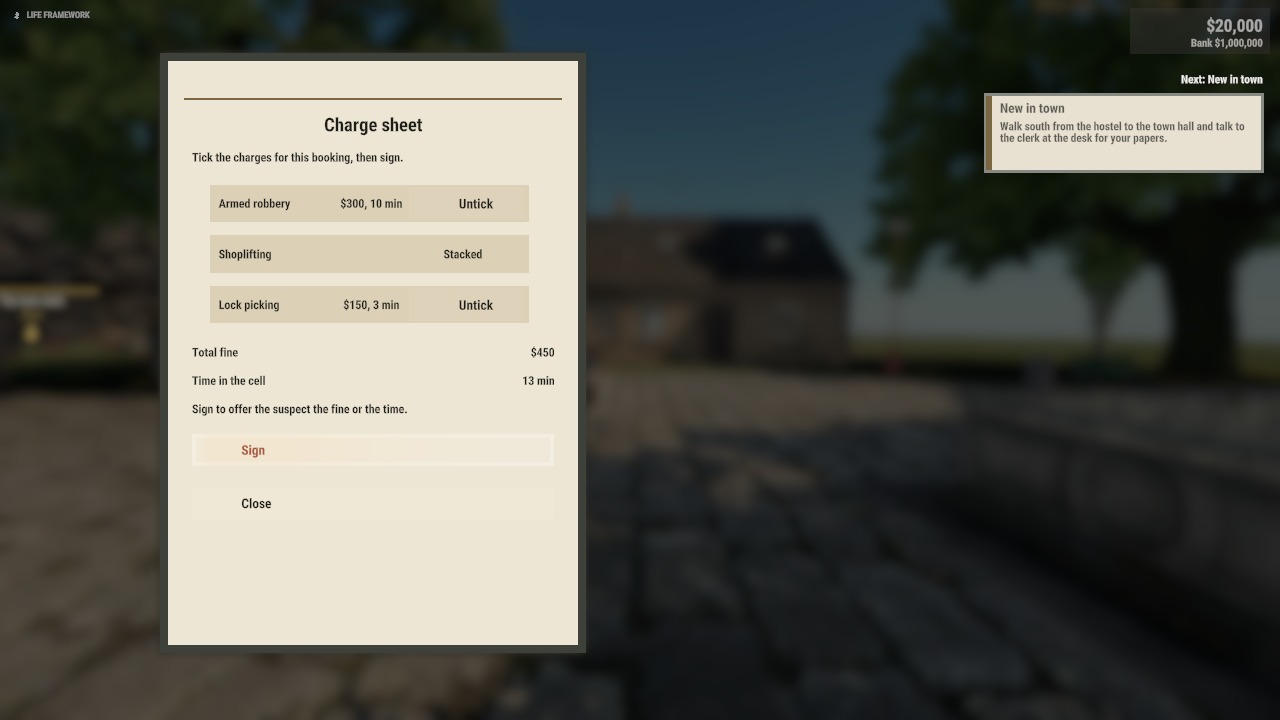 LIFE FRAMEWORK
$20,000
Bank $1,000,000
Next: New in town
New in town
Walk south from the hostel to the town hall and talk to
the clerk at the desk for your papers.
Charge sheet
Tick the charges for this booking, then sign.
Armed robbery $300, 10 min Untick
Shoplifting Stacked
Lock picking $150, 3 min Untick
Total fine $450
Time in the cell 13 min
Sign to offer the suspect the fine or the time.
Sign
Close